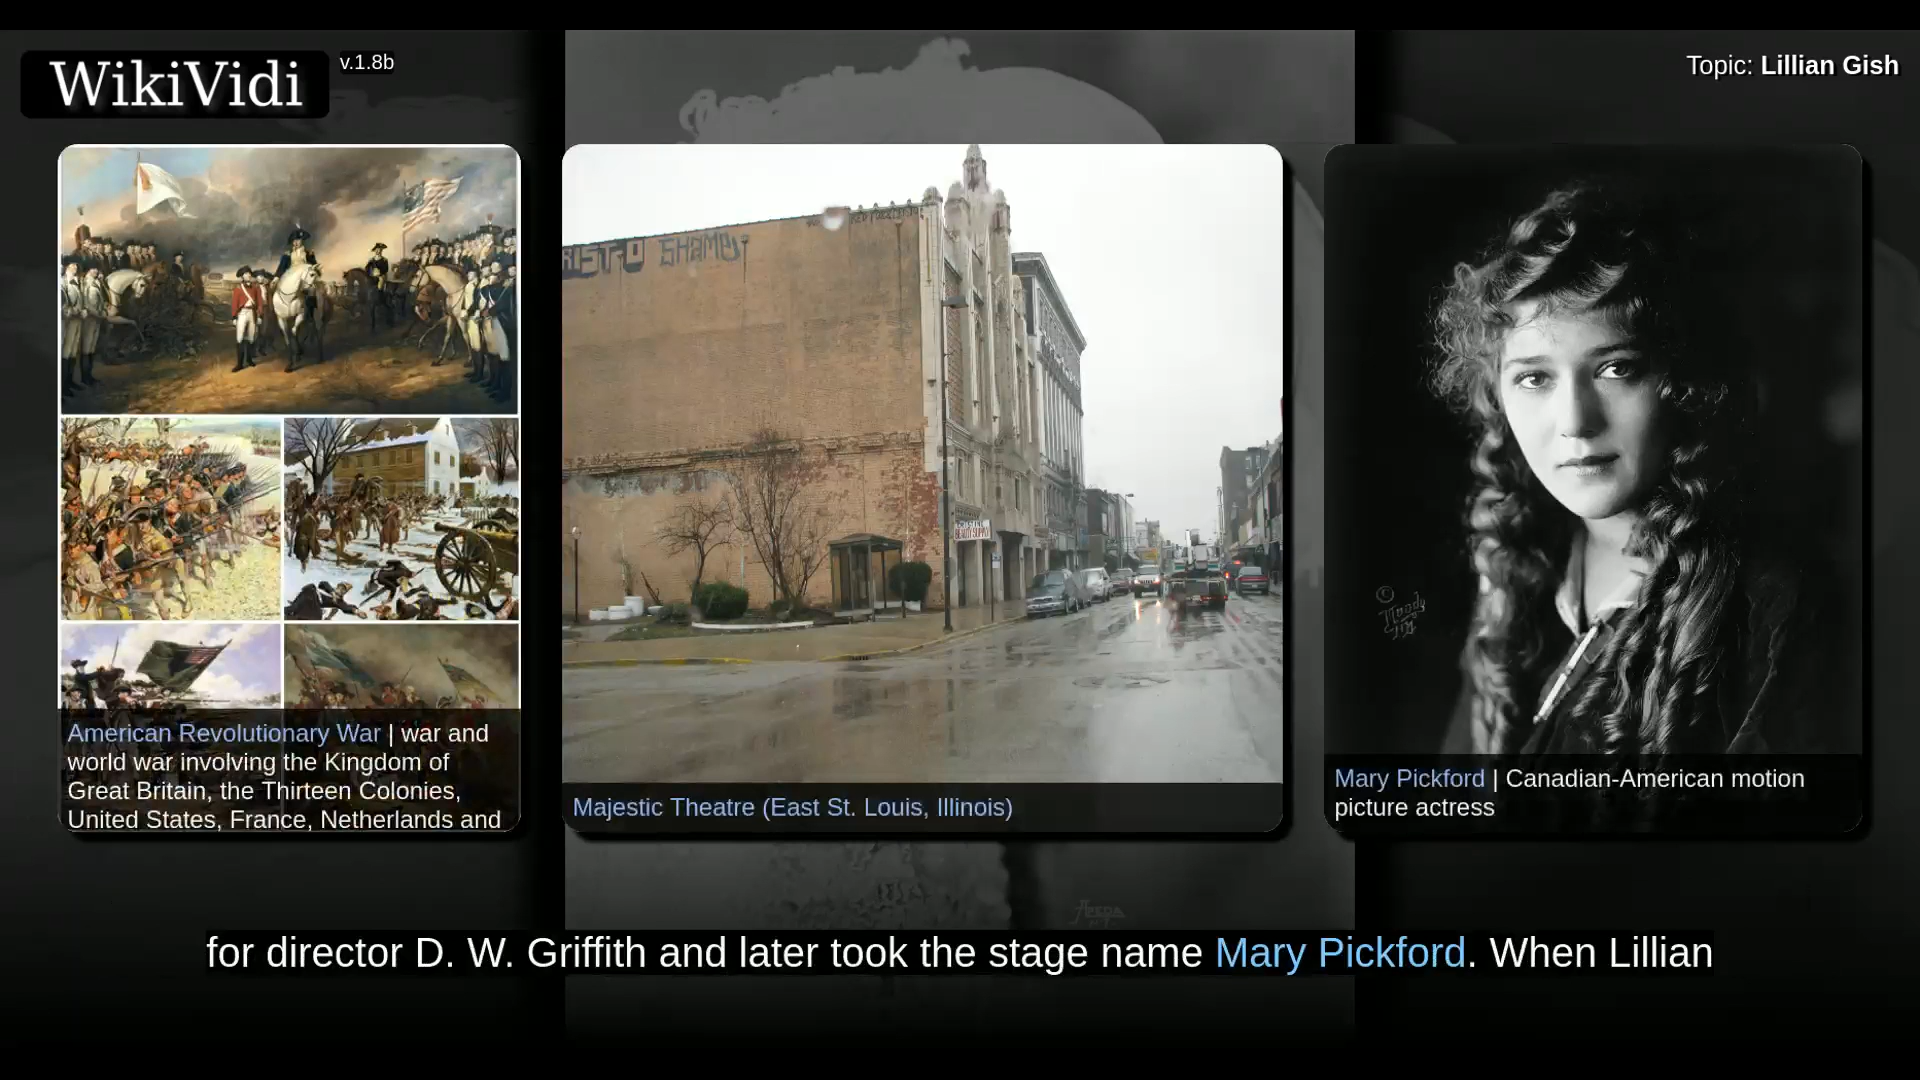 WikiVidi
v.1.8b
Topic: Lillian Gish
American Revolutionary War | war and
world war involving the Kingdom of
Great Britain, the Thirteen Colonies,
United States, France, Netherlands and
Majestic Theatre (East St. Louis, Illinois)
Mary Pickford | Canadian-American motion
picture actress
for director D. W. Griffith and later took the stage name Mary Pickford. When Lillian